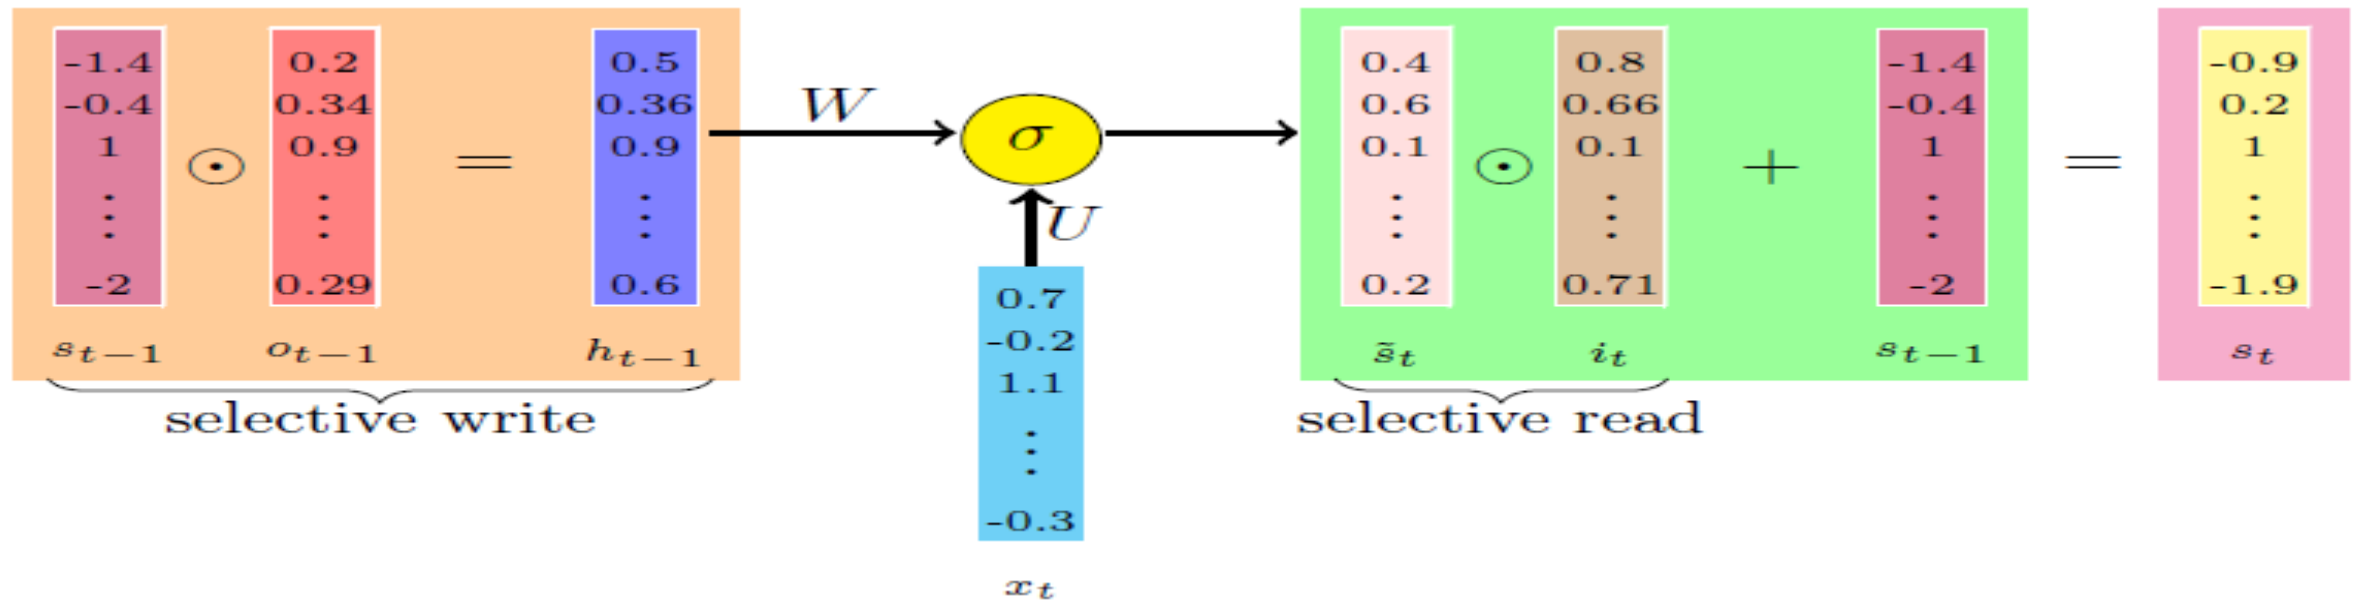 -1.4 0.2 0.5 W 0.4 0.8 -1.4 -0.9
-0.4 0.34 0.36 σ 0.6 0.66 -0.4 0.2
1 ⊙ 0.9 = 0.9 0.1 ⊙ 0.1 + 1 = 1
⋮ ⋮ ⋮ U ⋮ ⋮ ⋮ ⋮
-2 0.29 0.6 0.2 0.71 -2 -1.9
s_{t−1} o_{t−1} h_{t−1} s̃_t i_t s_{t−1} s_t
selective write selective read
0.7
-0.2
1.1
⋮
-0.3
x_t